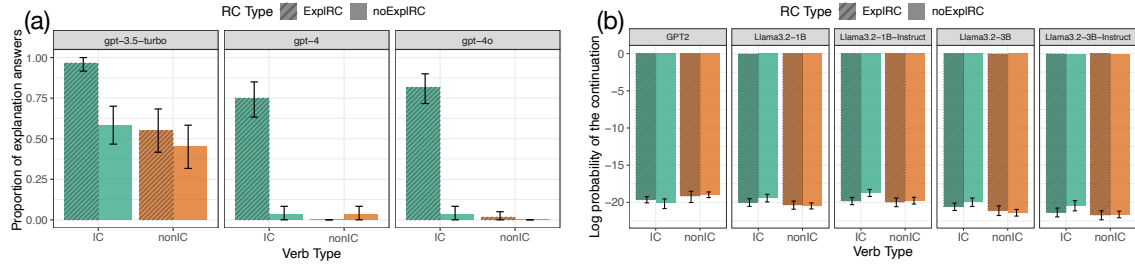 (a)
RC Type ExplRC noExplRC
gpt−3.5−turbo gpt−4 gpt−4o
Proportion of explanation answers
1.00
0.75
0.50
0.25
0.00
IC nonIC IC nonIC IC nonIC
Verb Type
(b)
RC Type ExplRC noExplRC
GPT2 Llama3.2−1B Llama3.2−1B−Instruct Llama3.2−3B Llama3.2−3B−Instruct
Log probability of the continuation
0
−5
−10
−15
−20
IC nonIC IC nonIC IC nonIC IC nonIC IC nonIC
Verb Type